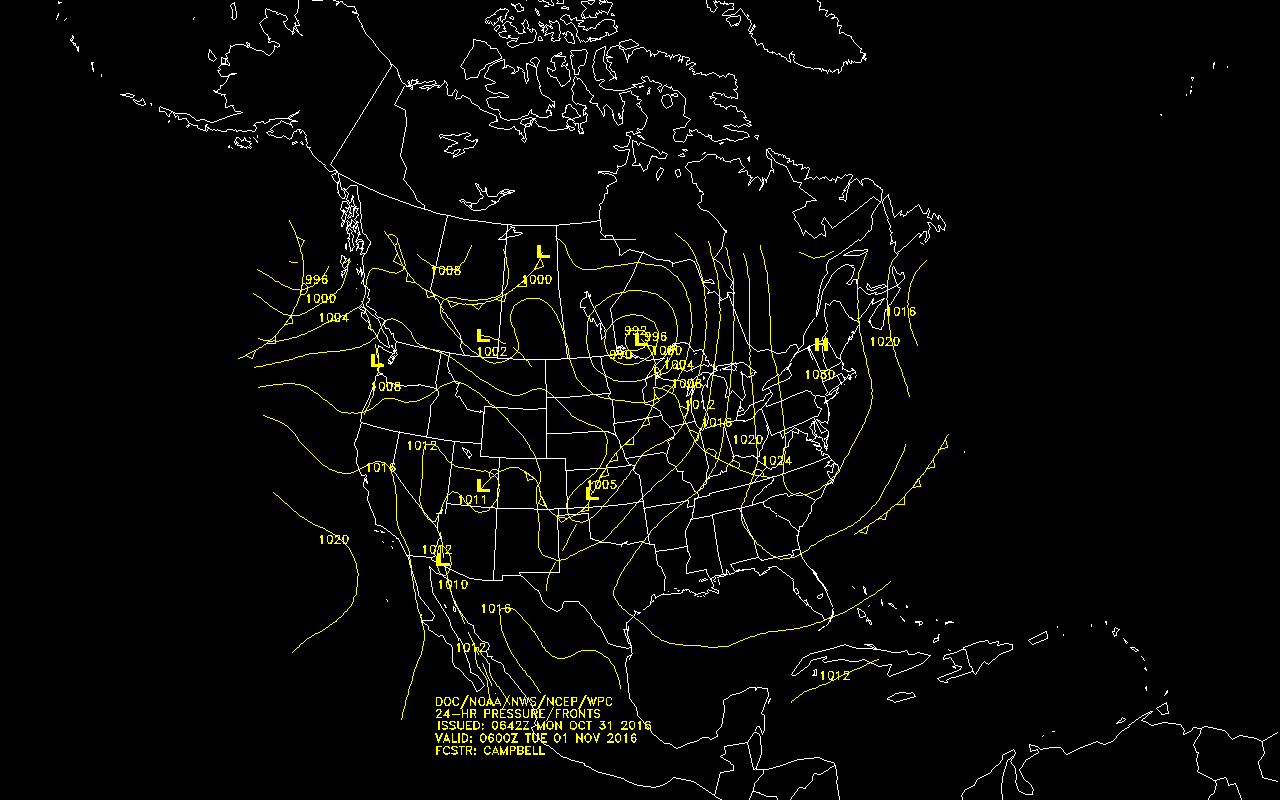 L
1008
996
1000
1000
1004
1016
992
996
L
L
L
H
1020
1002
990
1000
L
1004
1030
1008
1008
1012
1016
1020
1012
1024
1016
L
1005
L
1011
1020
1012
L
1010
1016
1012
1012
DOC/NOAA/NWS/NCEP/WPC
24-HR PRESSURE/FRONTS
ISSUED: 0642Z MON OCT 31 2016
VALID: 0600Z TUE 01 NOV 2016
FCSTR: CAMPBELL